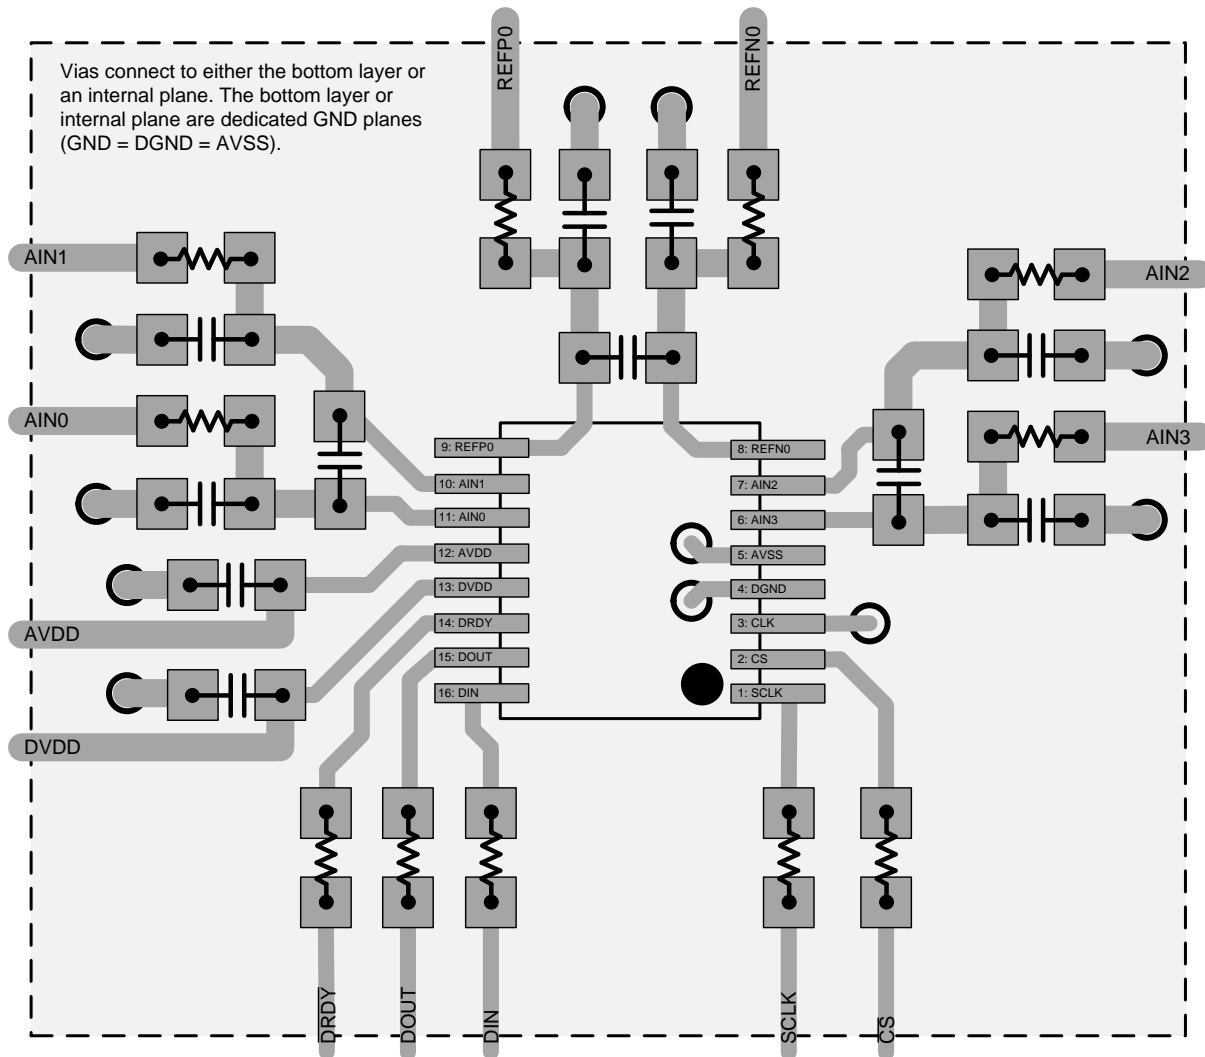 REFP0
REFN0
Vias connect to either the bottom layer or
an internal plane. The bottom layer or
internal plane are dedicated GND planes
(GND = DGND = AVSS).
AIN1
AIN2
AIN0
AIN3
9: REFP0
8: REFN0
10: AIN1
7: AIN2
11: AIN0
6: AIN3
12: AVDD
5: AVSS
13: DVDD
4: DGND
14: DRDY
3: CLK
15: DOUT
2: CS
16: DIN
1: SCLK
AVDD
DVDD
DRDY
DOUT
DIN
SCLK
CS